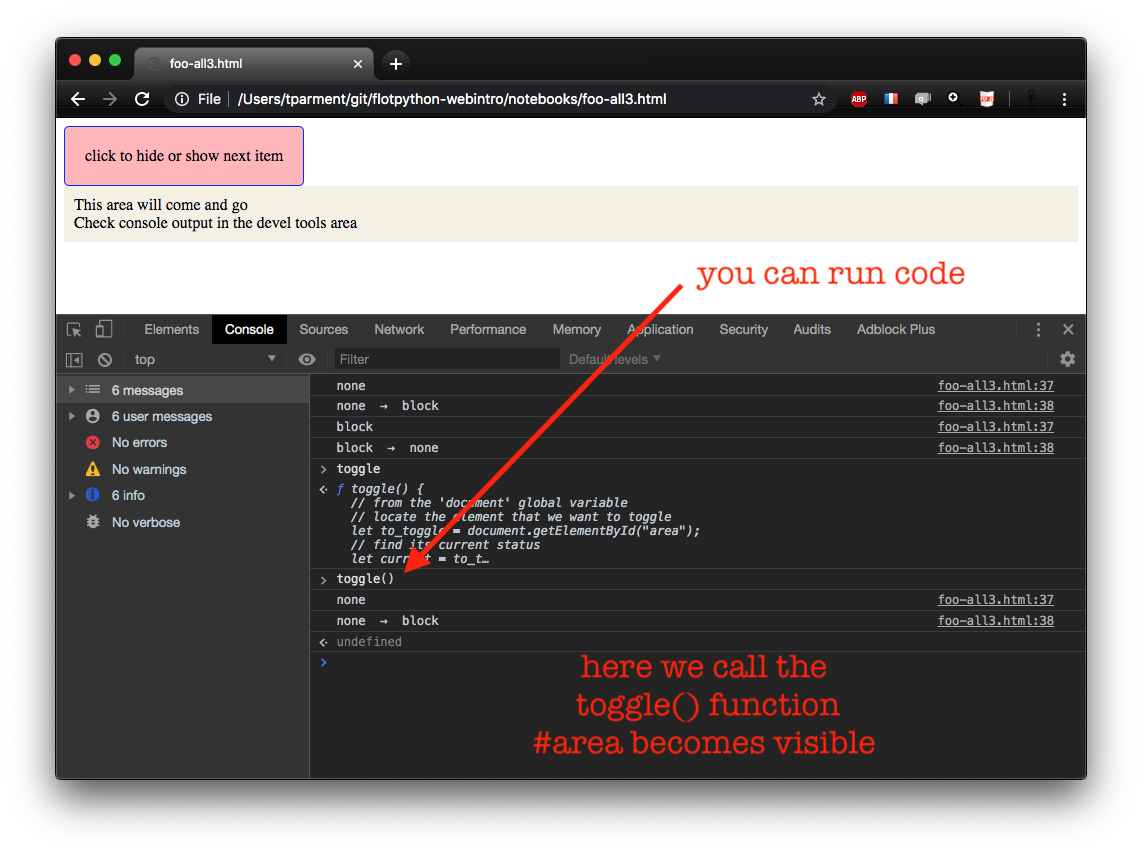 foo-all3.html
File /Users/tparment/git/flotpython-webintro/notebooks/foo-all3.html
ABP
click to hide or show next item
This area will come and go
Check console output in the devel tools area
you can run code
Elements Console Sources Network Performance Memory Application Security Audits Adblock Plus
top Filter Default levels
6 messages
6 user messages
No errors
No warnings
6 info
No verbose
none foo-all3.html:37
none → block foo-all3.html:38
block foo-all3.html:37
block → none foo-all3.html:38
> toggle
ƒ toggle() {
// from the 'document' global variable
// locate the element that we want to toggle
let to_toggle = document.getElementById("area");
// find its current status
let current = to_t…
> toggle()
none foo-all3.html:37
none → block foo-all3.html:38
undefined
>
here we call the
toggle() function
#area becomes visible